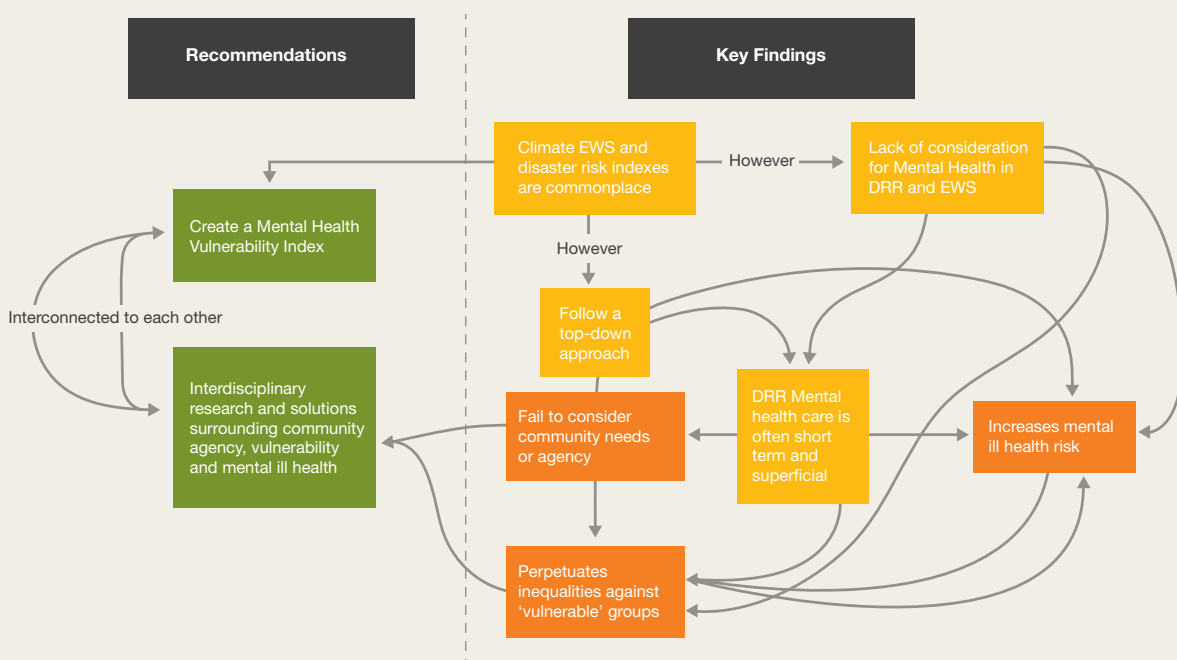 Recommendations
Key Findings
Climate EWS and
disaster risk indexes
are commonplace
However
Lack of consideration
for Mental Health in
DRR and EWS
Create a Mental Health
Vulnerability Index
However
Interconnected to each other
Follow a
top-down
approach
Interdisciplinary
research and solutions
surrounding community
agency, vulnerability
and mental ill health
Fail to consider
community needs
or agency
DRR Mental
health care is
often short
term and
superficial
Increases mental
ill health risk
Perpetuates
inequalities against
‘vulnerable’ groups